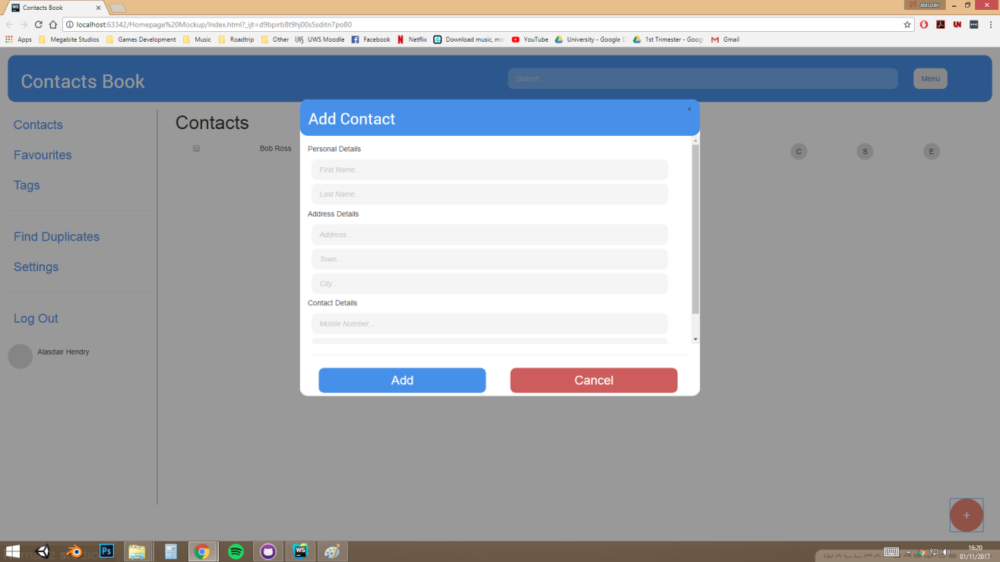 Contacts Book
alasdair
localhost:63342/Homepage%20Mockup/Index.html?_ijt=d9bpirb8t9hj00s5sditn7po80
Apps Megabite Studios Games Development Music Roadtrip Other UWS UWS Moodle Facebook Netflix Download music, mo YouTube University - Google D 1st Trimester - Goog Gmail
Contacts Book
Search...
Menu
Contacts
Favourites
Tags
Find Duplicates
Settings
Log Out
Alasdair Hendry
Contacts
Bob Ross
C S E
Add Contact
×
Personal Details
First Name...
Last Name...
Address Details
Address...
Town...
City...
Contact Details
Mobile Number...
Add
Cancel
+
Ps
WS
16:20
01/11/2017